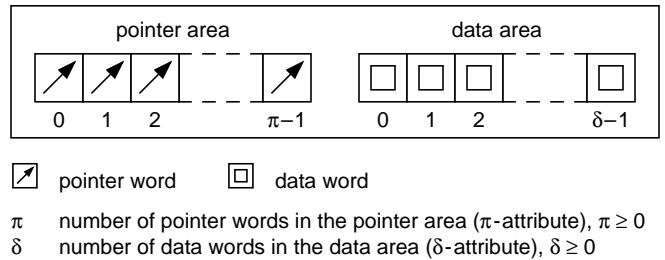 pointer area data area
0 1 2 π−1 0 1 2 δ−1
pointer word data word
π number of pointer words in the pointer area (π-attribute), π ≥ 0
δ number of data words in the data area (δ-attribute), δ ≥ 0